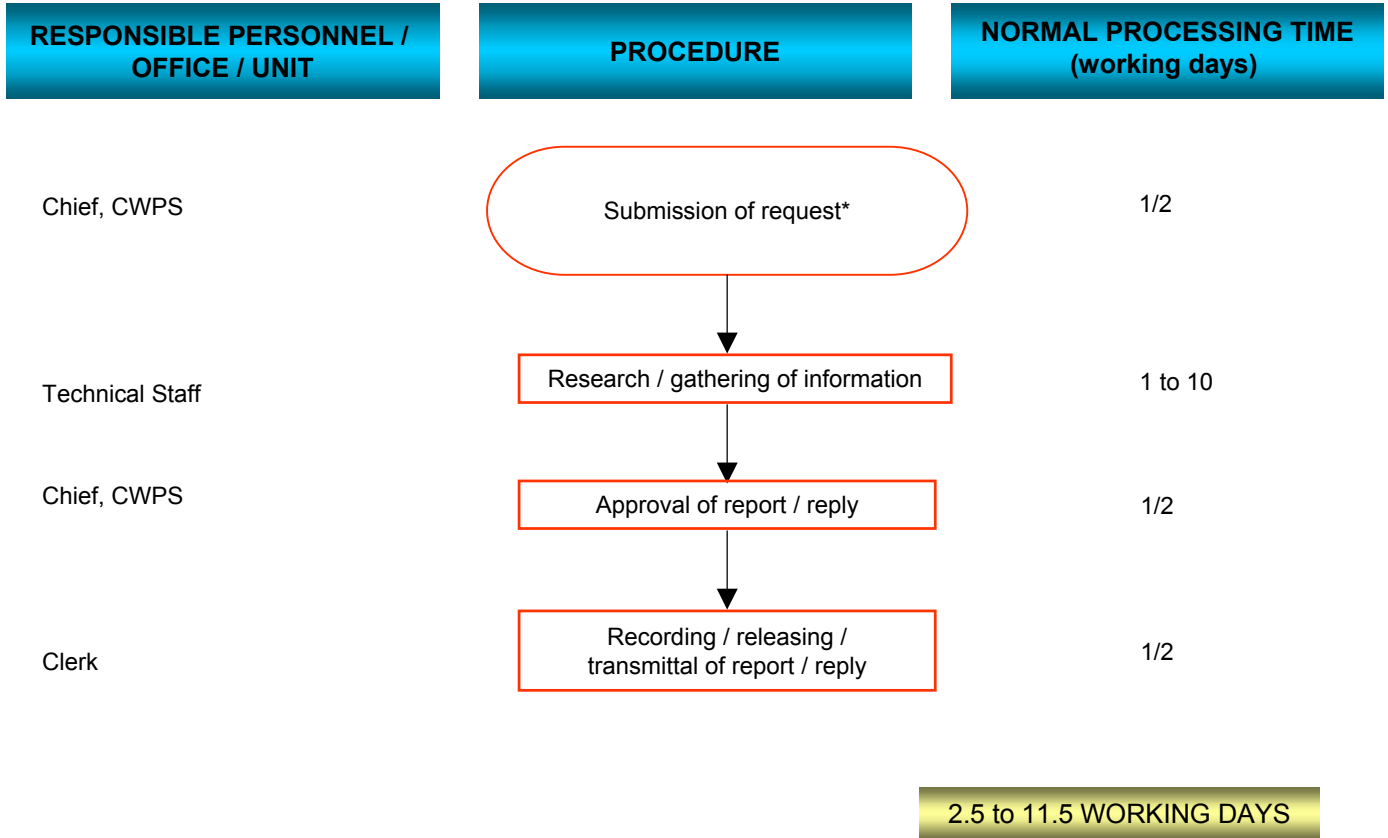 RESPONSIBLE PERSONNEL /
OFFICE / UNIT
PROCEDURE
NORMAL PROCESSING TIME
(working days)
Chief, CWPS
Submission of request*
1/2
Technical Staff
Research / gathering of information
1 to 10
Chief, CWPS
Approval of report / reply
1/2
Clerk
Recording / releasing /
transmittal of report / reply
1/2
2.5 to 11.5 WORKING DAYS